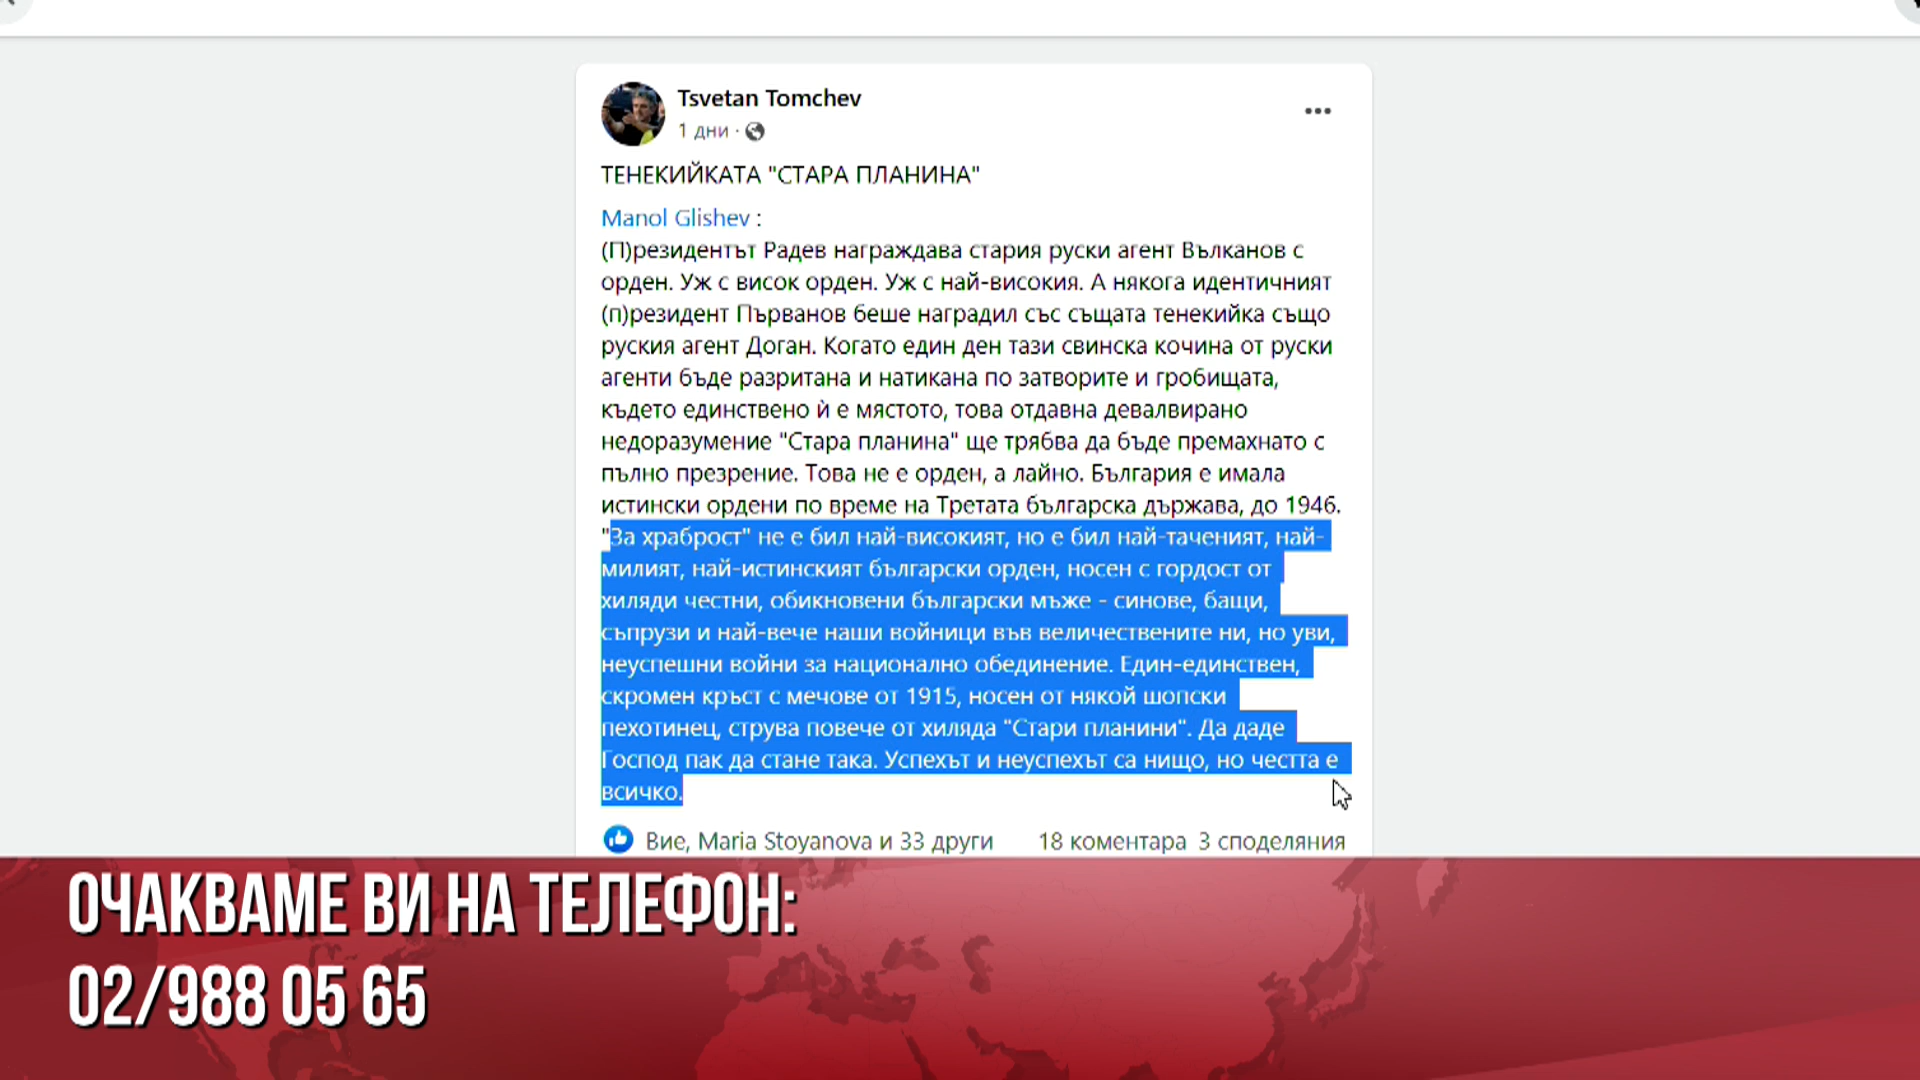 Tsvetan Tomchev
1 дни ·
ТЕНЕКИЙКАТА "СТАРА ПЛАНИНА"
Manol Glishev :
(П)резидентът Радев награждава стария руски агент Вълканов с
орден. Уж с висок орден. Уж с най-високия. А някога идентичният
(п)резидент Първанов беше наградил със същата тенекийка също
руския агент Доган. Когато един ден тази свинска кочина от руски
агенти бъде разритана и натикана по затворите и гробищата,
където единствено ѝ е мястото, това отдавна девалвирано
недоразумение "Стара планина" ще трябва да бъде премахнато с
пълно презрение. Това не е орден, а лайно. България е имала
истински ордени по време на Третата българска държава, до 1946.
"За храброст" не е бил най-високият, но е бил най-таченият, най-
милият, най-истинският български орден, носен с гордост от
хиляди честни, обикновени български мъже - синове, бащи,
съпрузи и най-вече наши войници във величествените ни, но уви,
неуспешни войни за национално обединение. Един-единствен,
скромен кръст с мечове от 1915, носен от някой шопски
пехотинец, струва повече от хиляда "Стари планини". Да даде
Господ пак да стане така. Успехът и неуспехът са нищо, но честта е
всичко.
Вие, Maria Stoyanova и 33 други 18 коментара 3 споделяния
ОЧАКВАМЕ ВИ НА ТЕЛЕФОН:
02/988 05 65